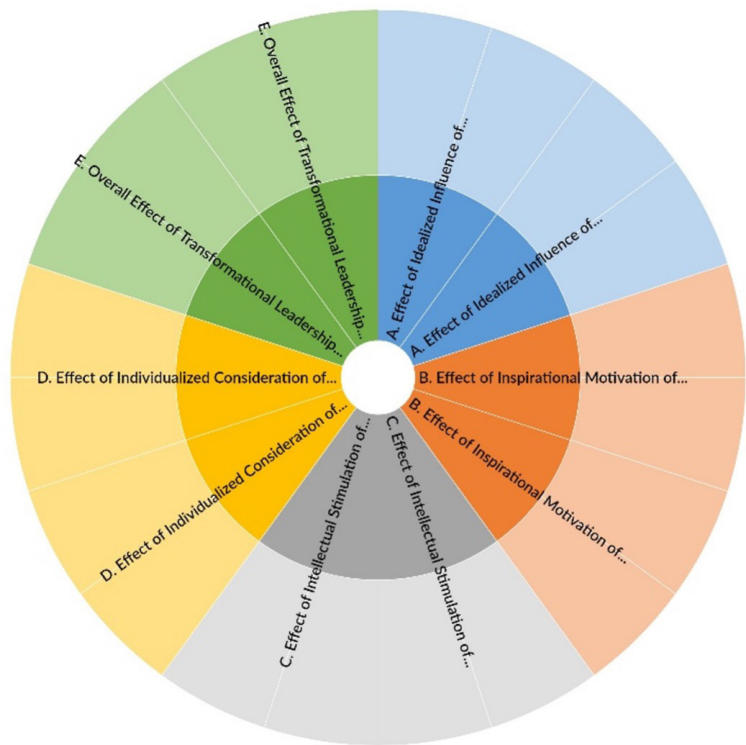 A. Effect of Idealized Influence of...
A. Effect of Idealized Influence of...
B. Effect of Inspirational Motivation of...
B. Effect of Inspirational Motivation of...
C. Effect of Intellectual Stimulation of...
C. Effect of Intellectual Stimulation of...
D. Effect of Individualized Consideration of...
D. Effect of Individualized Consideration of...
E. Overall Effect of Transformational Leadership...
E. Overall Effect of Transformational Leadership...